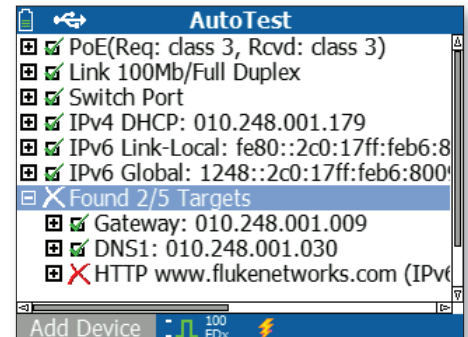 AutoTest
PoE(Req: class 3, Rcvd: class 3)
Link 100Mb/Full Duplex
Switch Port
IPv4 DHCP: 010.248.001.179
IPv6 Link-Local: fe80::2c0:17ff:feb6:8
IPv6 Global: 1248::2c0:17ff:feb6:800
Found 2/5 Targets
Gateway: 010.248.001.009
DNS1: 010.248.001.030
HTTP www.flukenetworks.com (IPv
Add Device 100
FDx